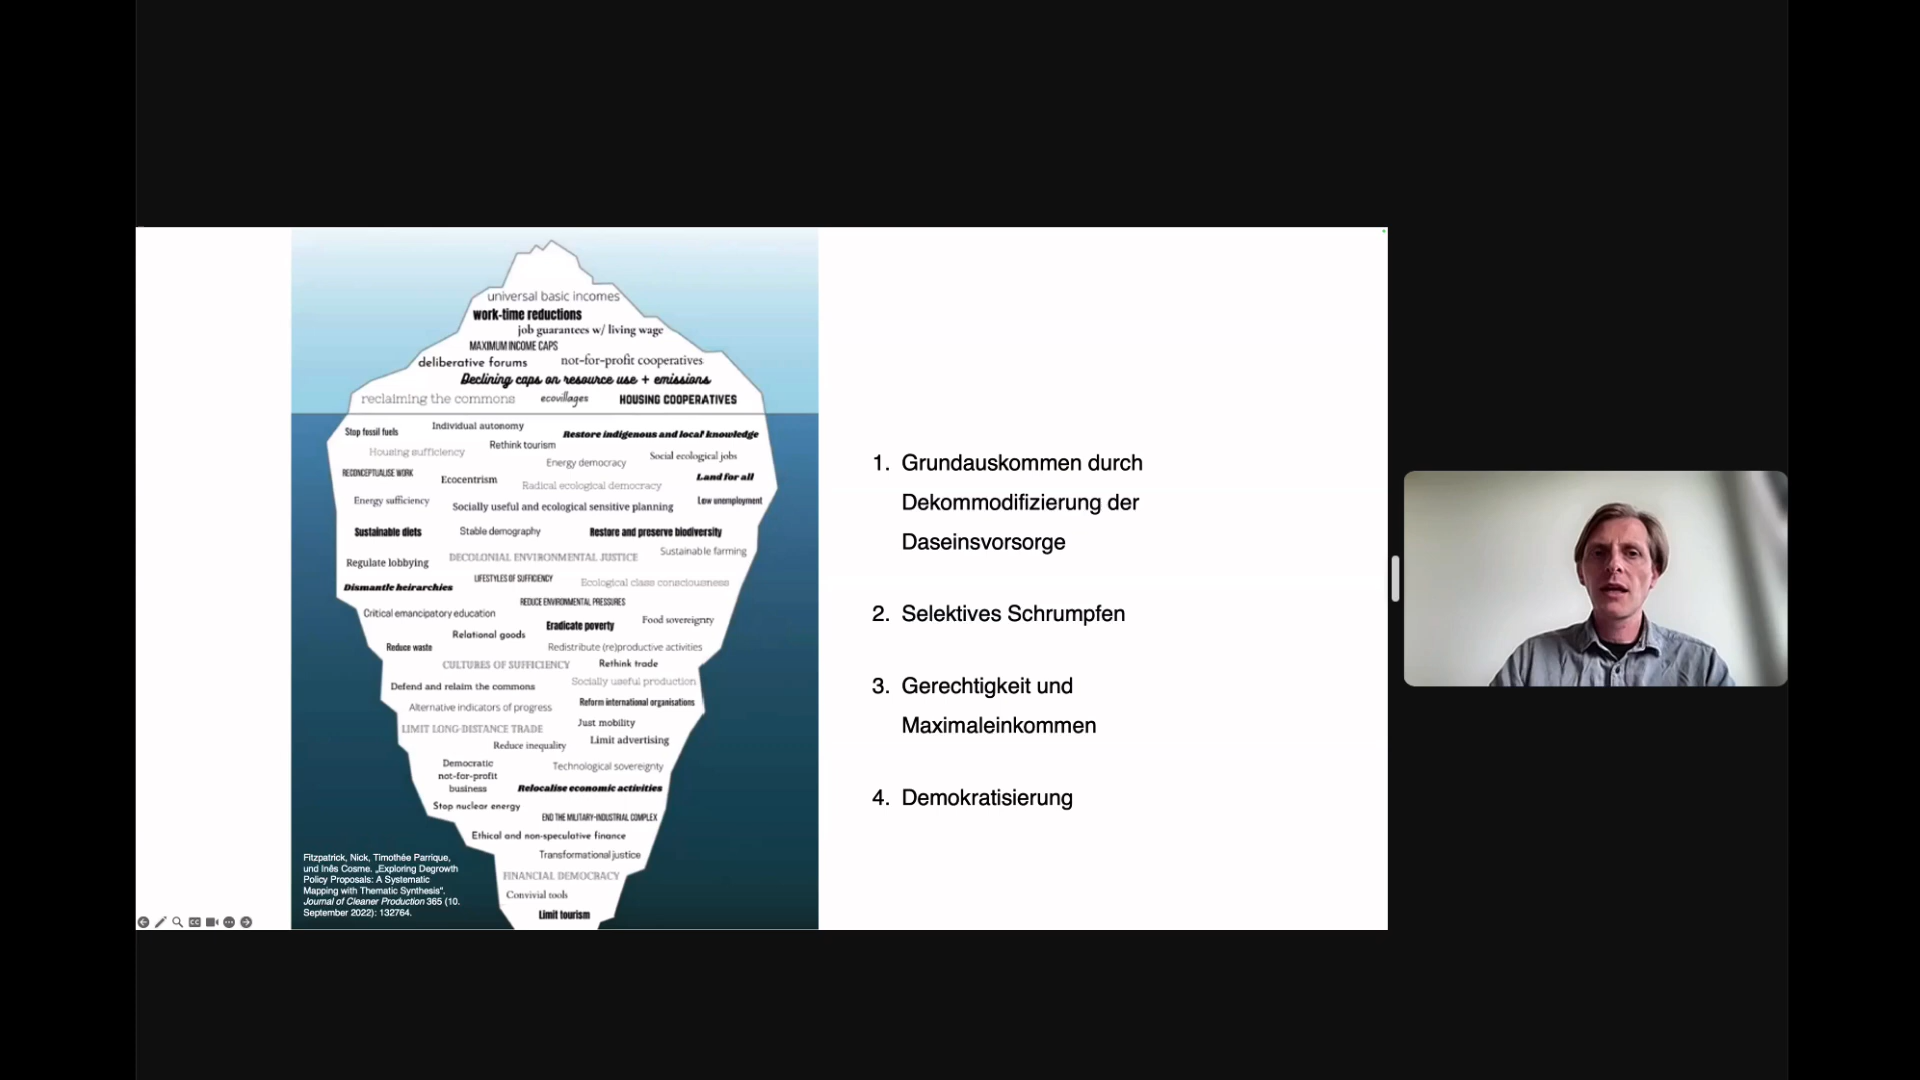 universal basic incomes
work-time reductions
job guarantees w/ living wage
MAXIMUM INCOME CAPS
deliberative forums not-for-profit cooperatives
Declining caps on resource use + emissions
reclaiming the commons ecovillages HOUSING COOPERATIVES
Stop fossil fuels Individual autonomy Restore indigenous and local knowledge
Rethink tourism
Housing sufficiency Energy democracy Social ecological jobs
RECONCEPTUALISE WORK Ecocentrism Radical ecological democracy Land for all
Energy sufficiency Socially useful and ecological sensitive planning Low unemployment
Sustainable diets Stable demography Restore and preserve biodiversity
Regulate lobbying DECOLONIAL ENVIRONMENTAL JUSTICE Sustainable farming
Dismantle heirarchies LIFESTYLES OF SUFFICIENCY Ecological class consciousness
REDUCE ENVIRONMENTAL PRESSURES
Critical emancipatory education Eradicate poverty Food sovereignty
Relational goods
Reduce waste Redistribute (re)productive activities
CULTURES OF SUFFICIENCY Rethink trade
Defend and relaim the commons Socially useful production
Alternative indicators of progress Reform international organisations
LIMIT LONG-DISTANCE TRADE Just mobility
Reduce inequality Limit advertising
Democratic
not-for-profit
business
Technological sovereignty
Relocalise economic activities
Stop nuclear energy
END THE MILITARY-INDUSTRIAL COMPLEX
Ethical and non-speculative finance
Transformational justice
FINANCIAL DEMOCRACY
Convivial tools
Limit tourism
Fitzpatrick, Nick, Timothée Parrique,
und Inês Cosme. „Exploring Degrowth
Policy Proposals: A Systematic
Mapping with Thematic Synthesis“.
Journal of Cleaner Production 365 (10.
September 2022): 132764.
1. Grundauskommen durch
Dekommodifizierung der
Daseinsvorsorge
2. Selektives Schrumpfen
3. Gerechtigkeit und
Maximaleinkommen
4. Demokratisierung